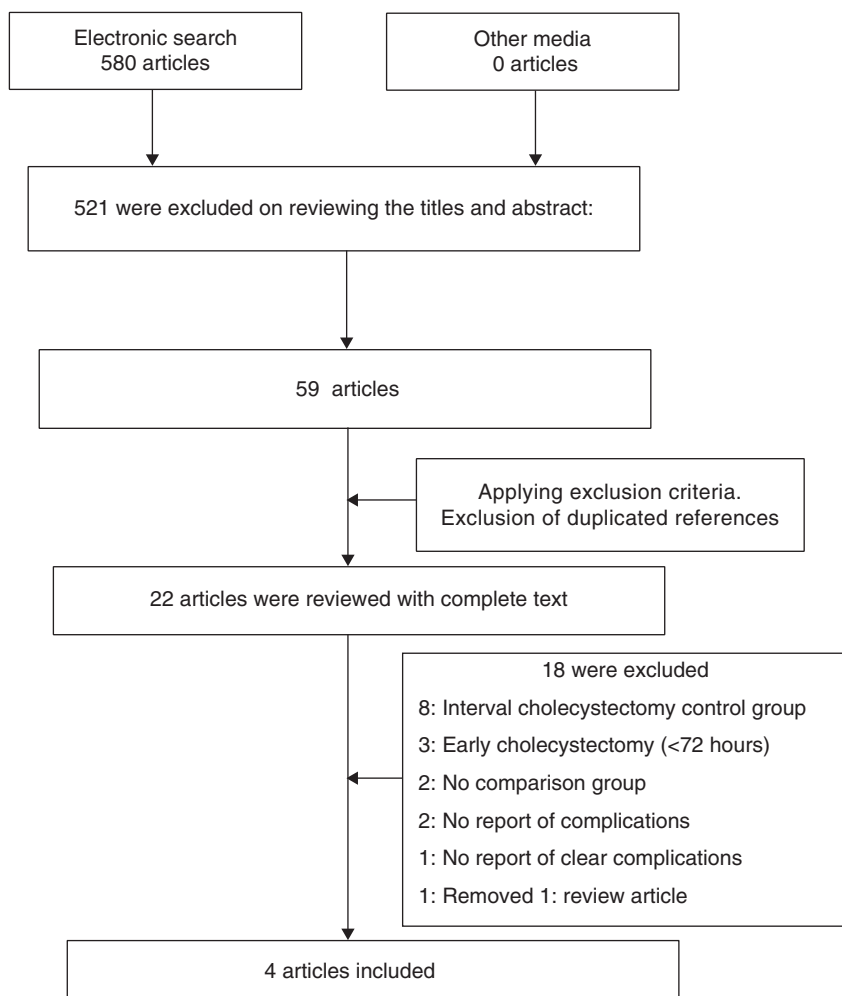 Electronic search
580 articles
Other media
0 articles
521 were excluded on reviewing the titles and abstract:
59 articles
Applying exclusion criteria.
Exclusion of duplicated references
22 articles were reviewed with complete text
18 were excluded
8: Interval cholecystectomy control group
3: Early cholecystectomy (<72 hours)
2: No comparison group
2: No report of complications
1: No report of clear complications
1: Removed 1: review article
4 articles included